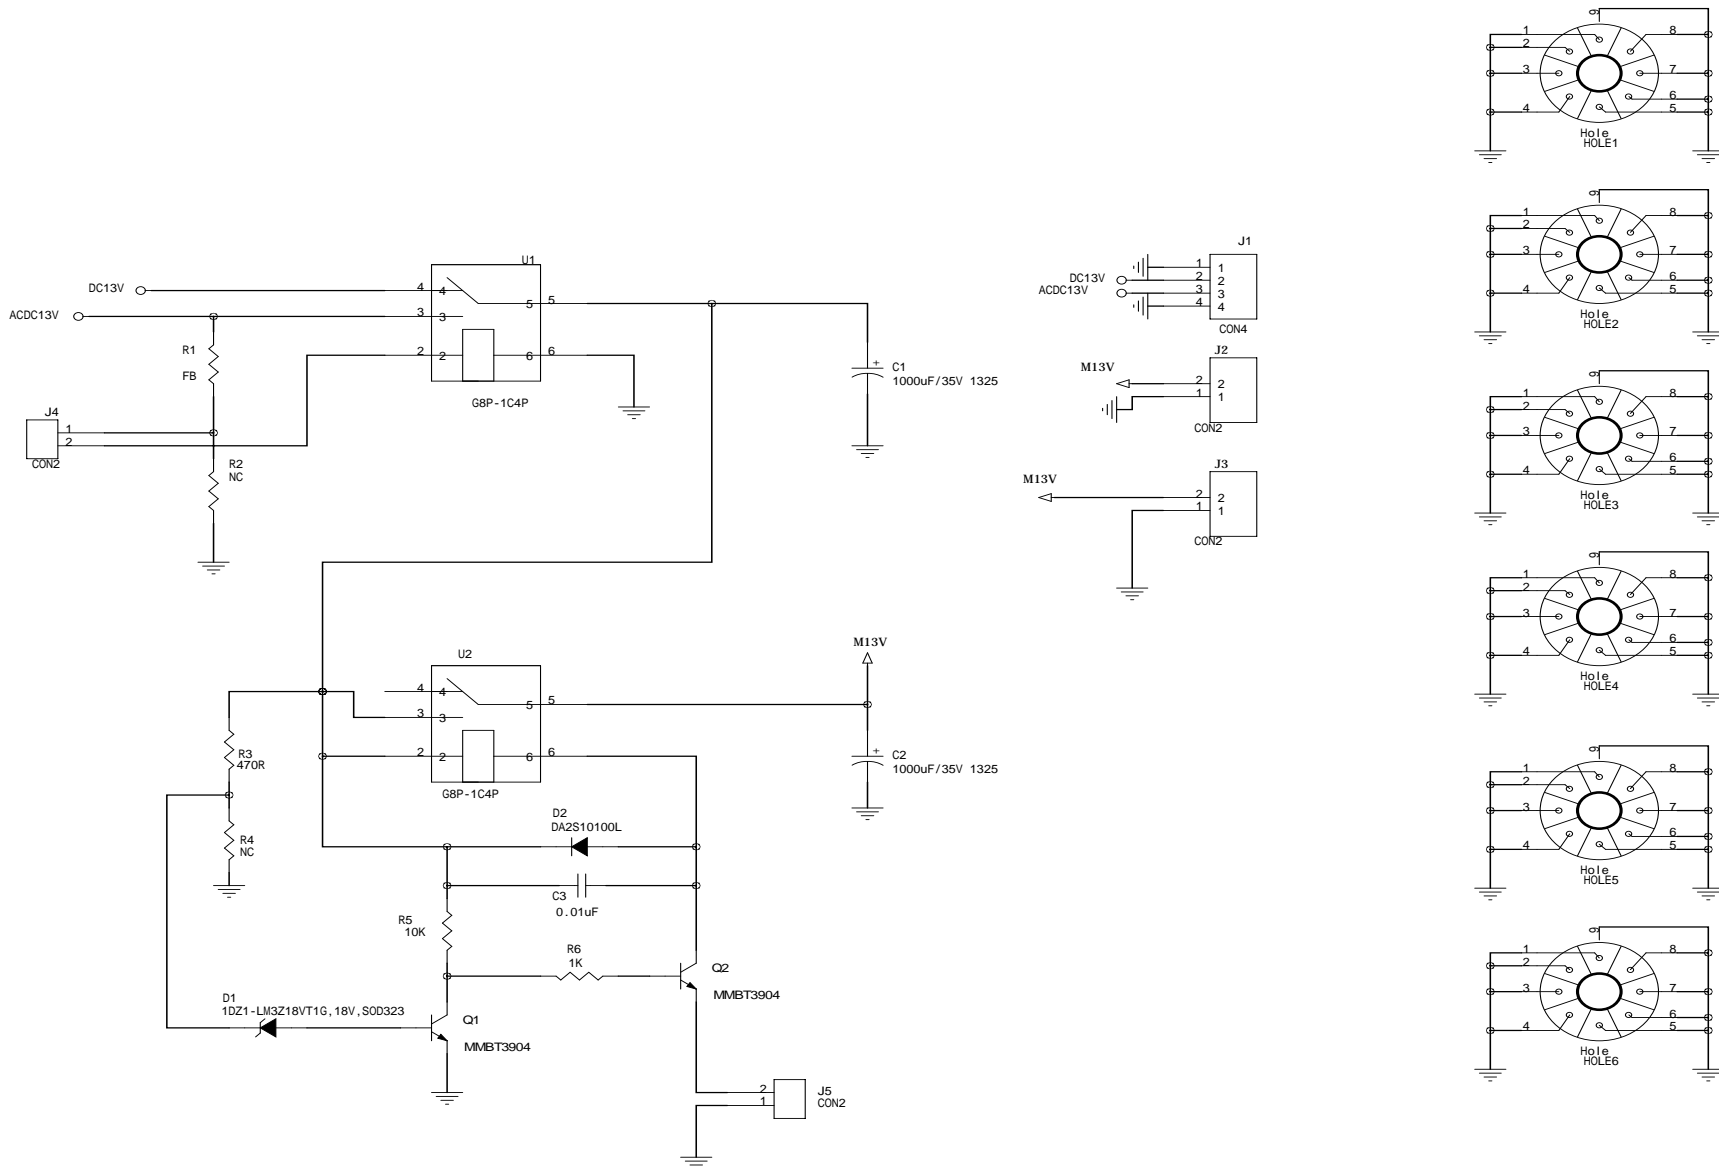 U1
DC13V
4 4
5 5
ACDC13V
3 3
R1
FB
2 2
6 6
G8P-1C4P
C1
+
1000uF/35V 1325
J4
1
2
CON2
R2
NC
J1
DC13V
ACDC13V
1 1
2 2
3 3
4 4
CON4
J2
M13V
2 2
1 1
CON2
J3
M13V
2 2
1 1
CON2
U2
M13V
4 4
5 5
3 3
2 2
6 6
G8P-1C4P
R3
470R
C2
+
1000uF/35V 1325
R4
NC
D2
DA2S10100L
C3
0.01uF
R5
10K
R6
1K
Q2
MMBT3904
D1
1DZ1-LM3Z18VT1G,18V,SOD323
Q1
MMBT3904
2
1
J5
CON2
9
1
2
3
4
8
7
6
5
Hole
HOLE1
9
1
2
3
4
8
7
6
5
Hole
HOLE2
9
1
2
3
4
8
7
6
5
Hole
HOLE3
9
1
2
3
4
8
7
6
5
Hole
HOLE4
9
1
2
3
4
8
7
6
5
Hole
HOLE5
9
1
2
3
4
8
7
6
5
Hole
HOLE6